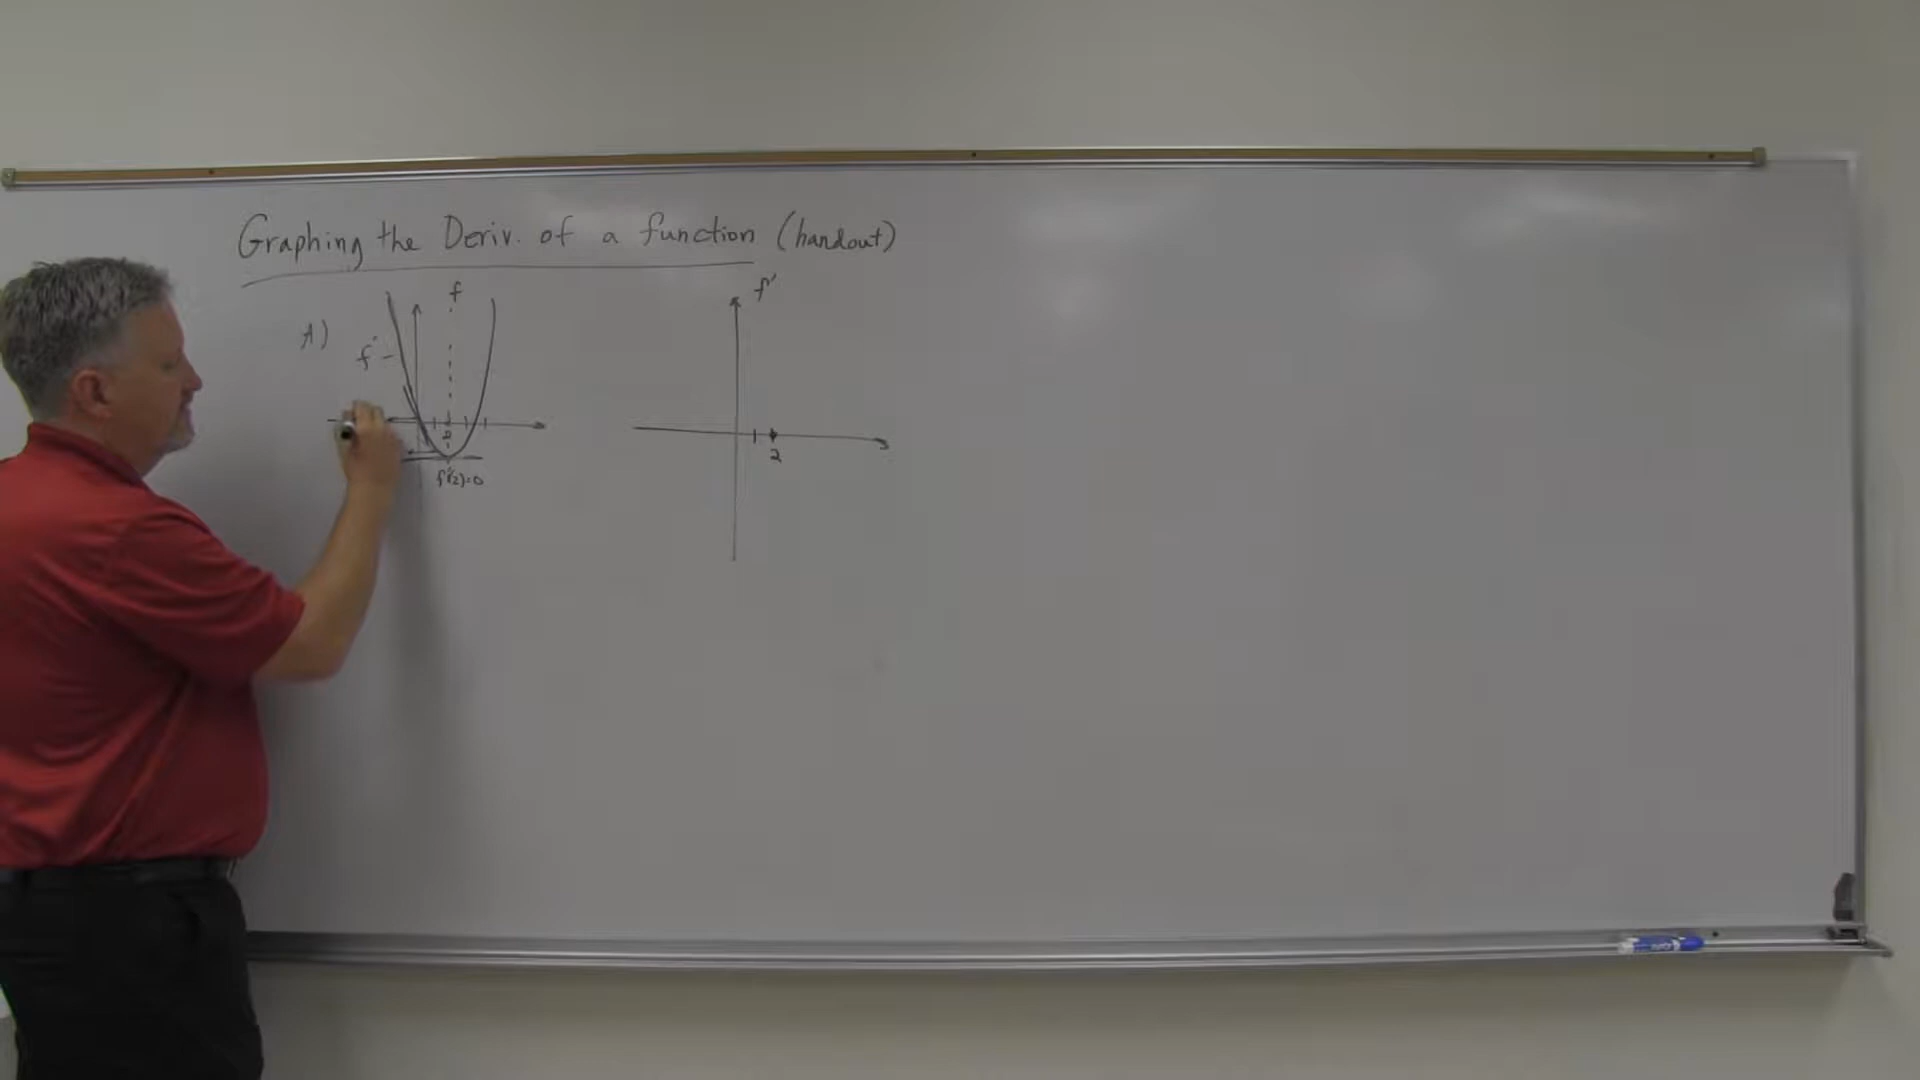 Graphing the Deriv. of a function (handout)
f
f'
A)
f' -
2
2
f'(2)=0